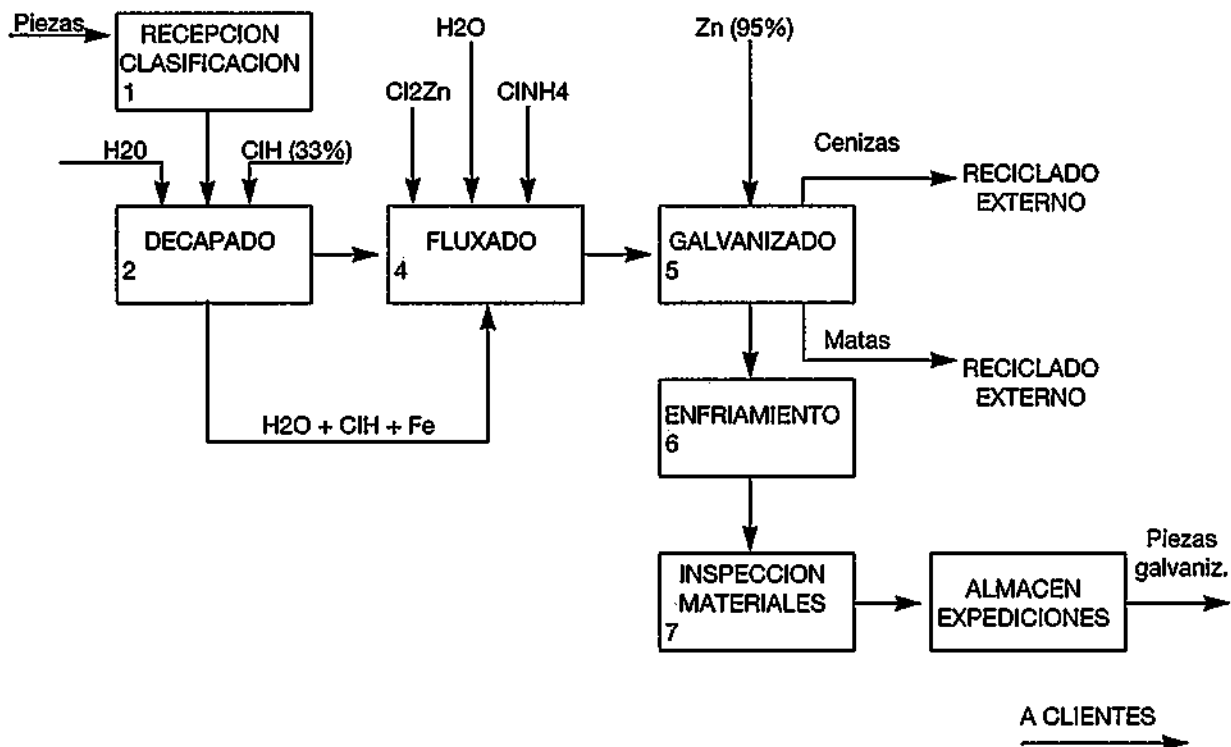 Piezas
RECEPCION
CLASIFICACION
1
H2O
Zn (95%)
Cl2Zn
ClNH4
H20
ClH (33%)
Cenizas
RECICLADO
EXTERNO
DECAPADO
2
FLUXADO
4
GALVANIZADO
5
Matas
RECICLADO
EXTERNO
H2O + ClH + Fe
ENFRIAMIENTO
6
INSPECCION
MATERIALES
7
ALMACEN
EXPEDICIONES
Piezas
galvaniz.
A CLIENTES